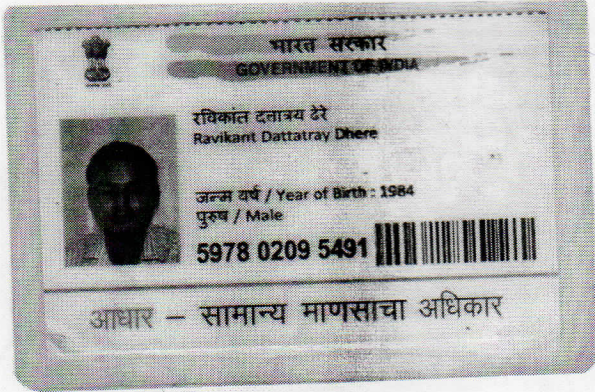 भारत सरकार
GOVERNMENT OF INDIA
रविकांत दत्तात्रय ढेरे
Ravikant Dattatray Dhere
जन्म वर्ष / Year of Birth : 1984
पुरुष / Male
5978 0209 5491
आधार – सामान्य माणसाचा अधिकार